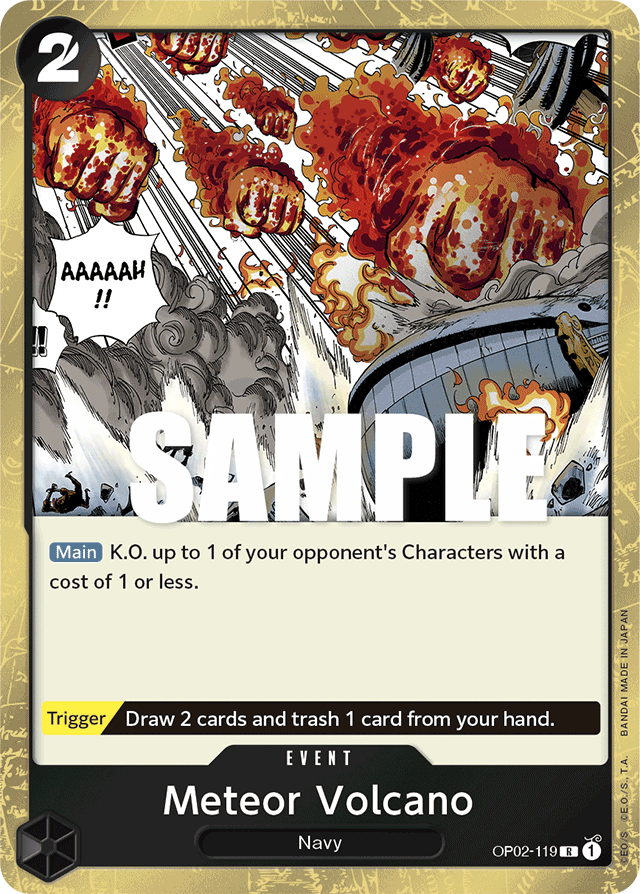 2
AAAAAH
!!
!!
SAMPLE
Main K.O. up to 1 of your opponent's Characters with a
cost of 1 or less.
Trigger Draw 2 cards and trash 1 card from your hand.
EVENT
Meteor Volcano
Navy
OP02-119 R 1
©E.O./S. ©E.O./S., T.A. BANDAI MADE IN JAPAN